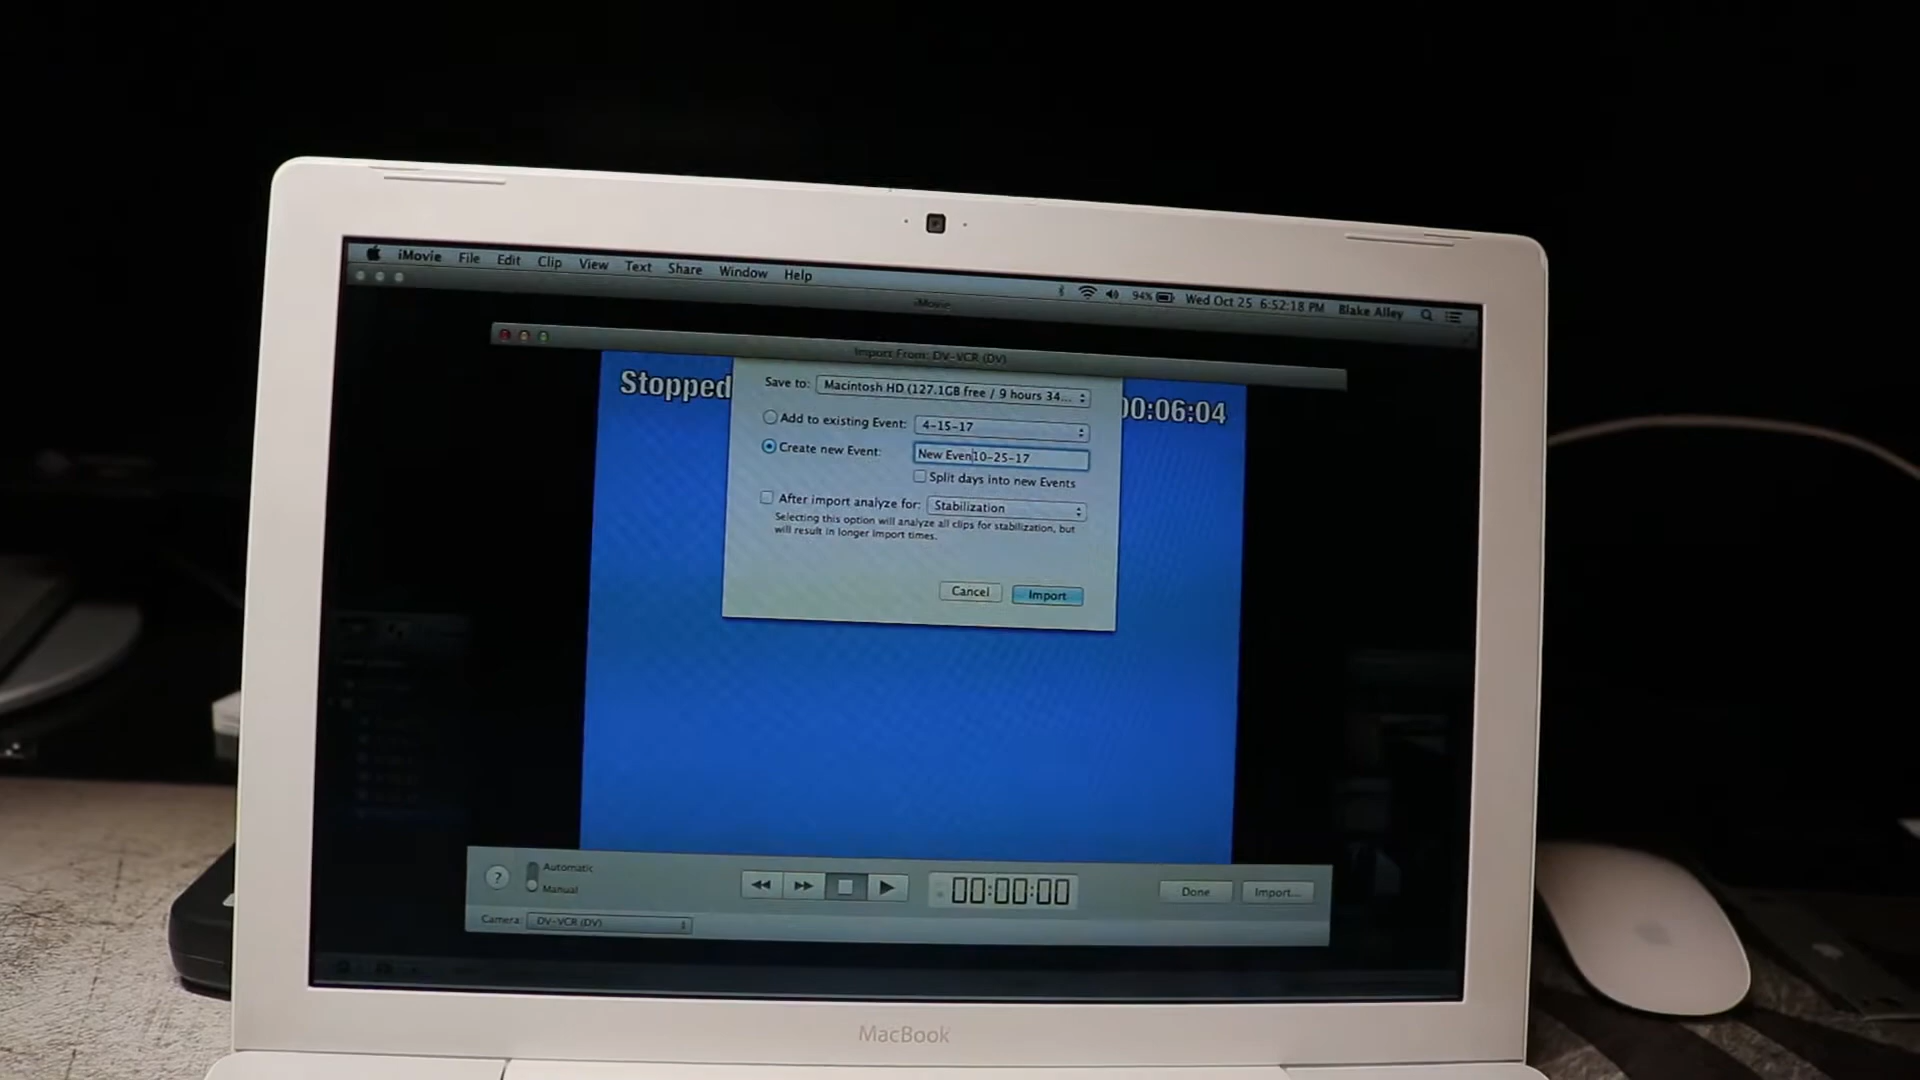 iMovie File Edit Clip View Text Share Window Help
94% Wed Oct 25 6:52:18 PM Blake Alley
iMovie
Import From: DV-VCR (DV)
Stopped
00:06:04
Save to: Macintosh HD (127.1GB free / 9 hours 34...
Add to existing Event: 4-15-17
Create new Event: New Even10-25-17
Split days into new Events
After import analyze for: Stabilization
Selecting this option will analyze all clips for stabilization, but
will result in longer import times.
Cancel Import
? Automatic
Manual
00:00:00
Done Import...
Camera: DV-VCR (DV)
MacBook